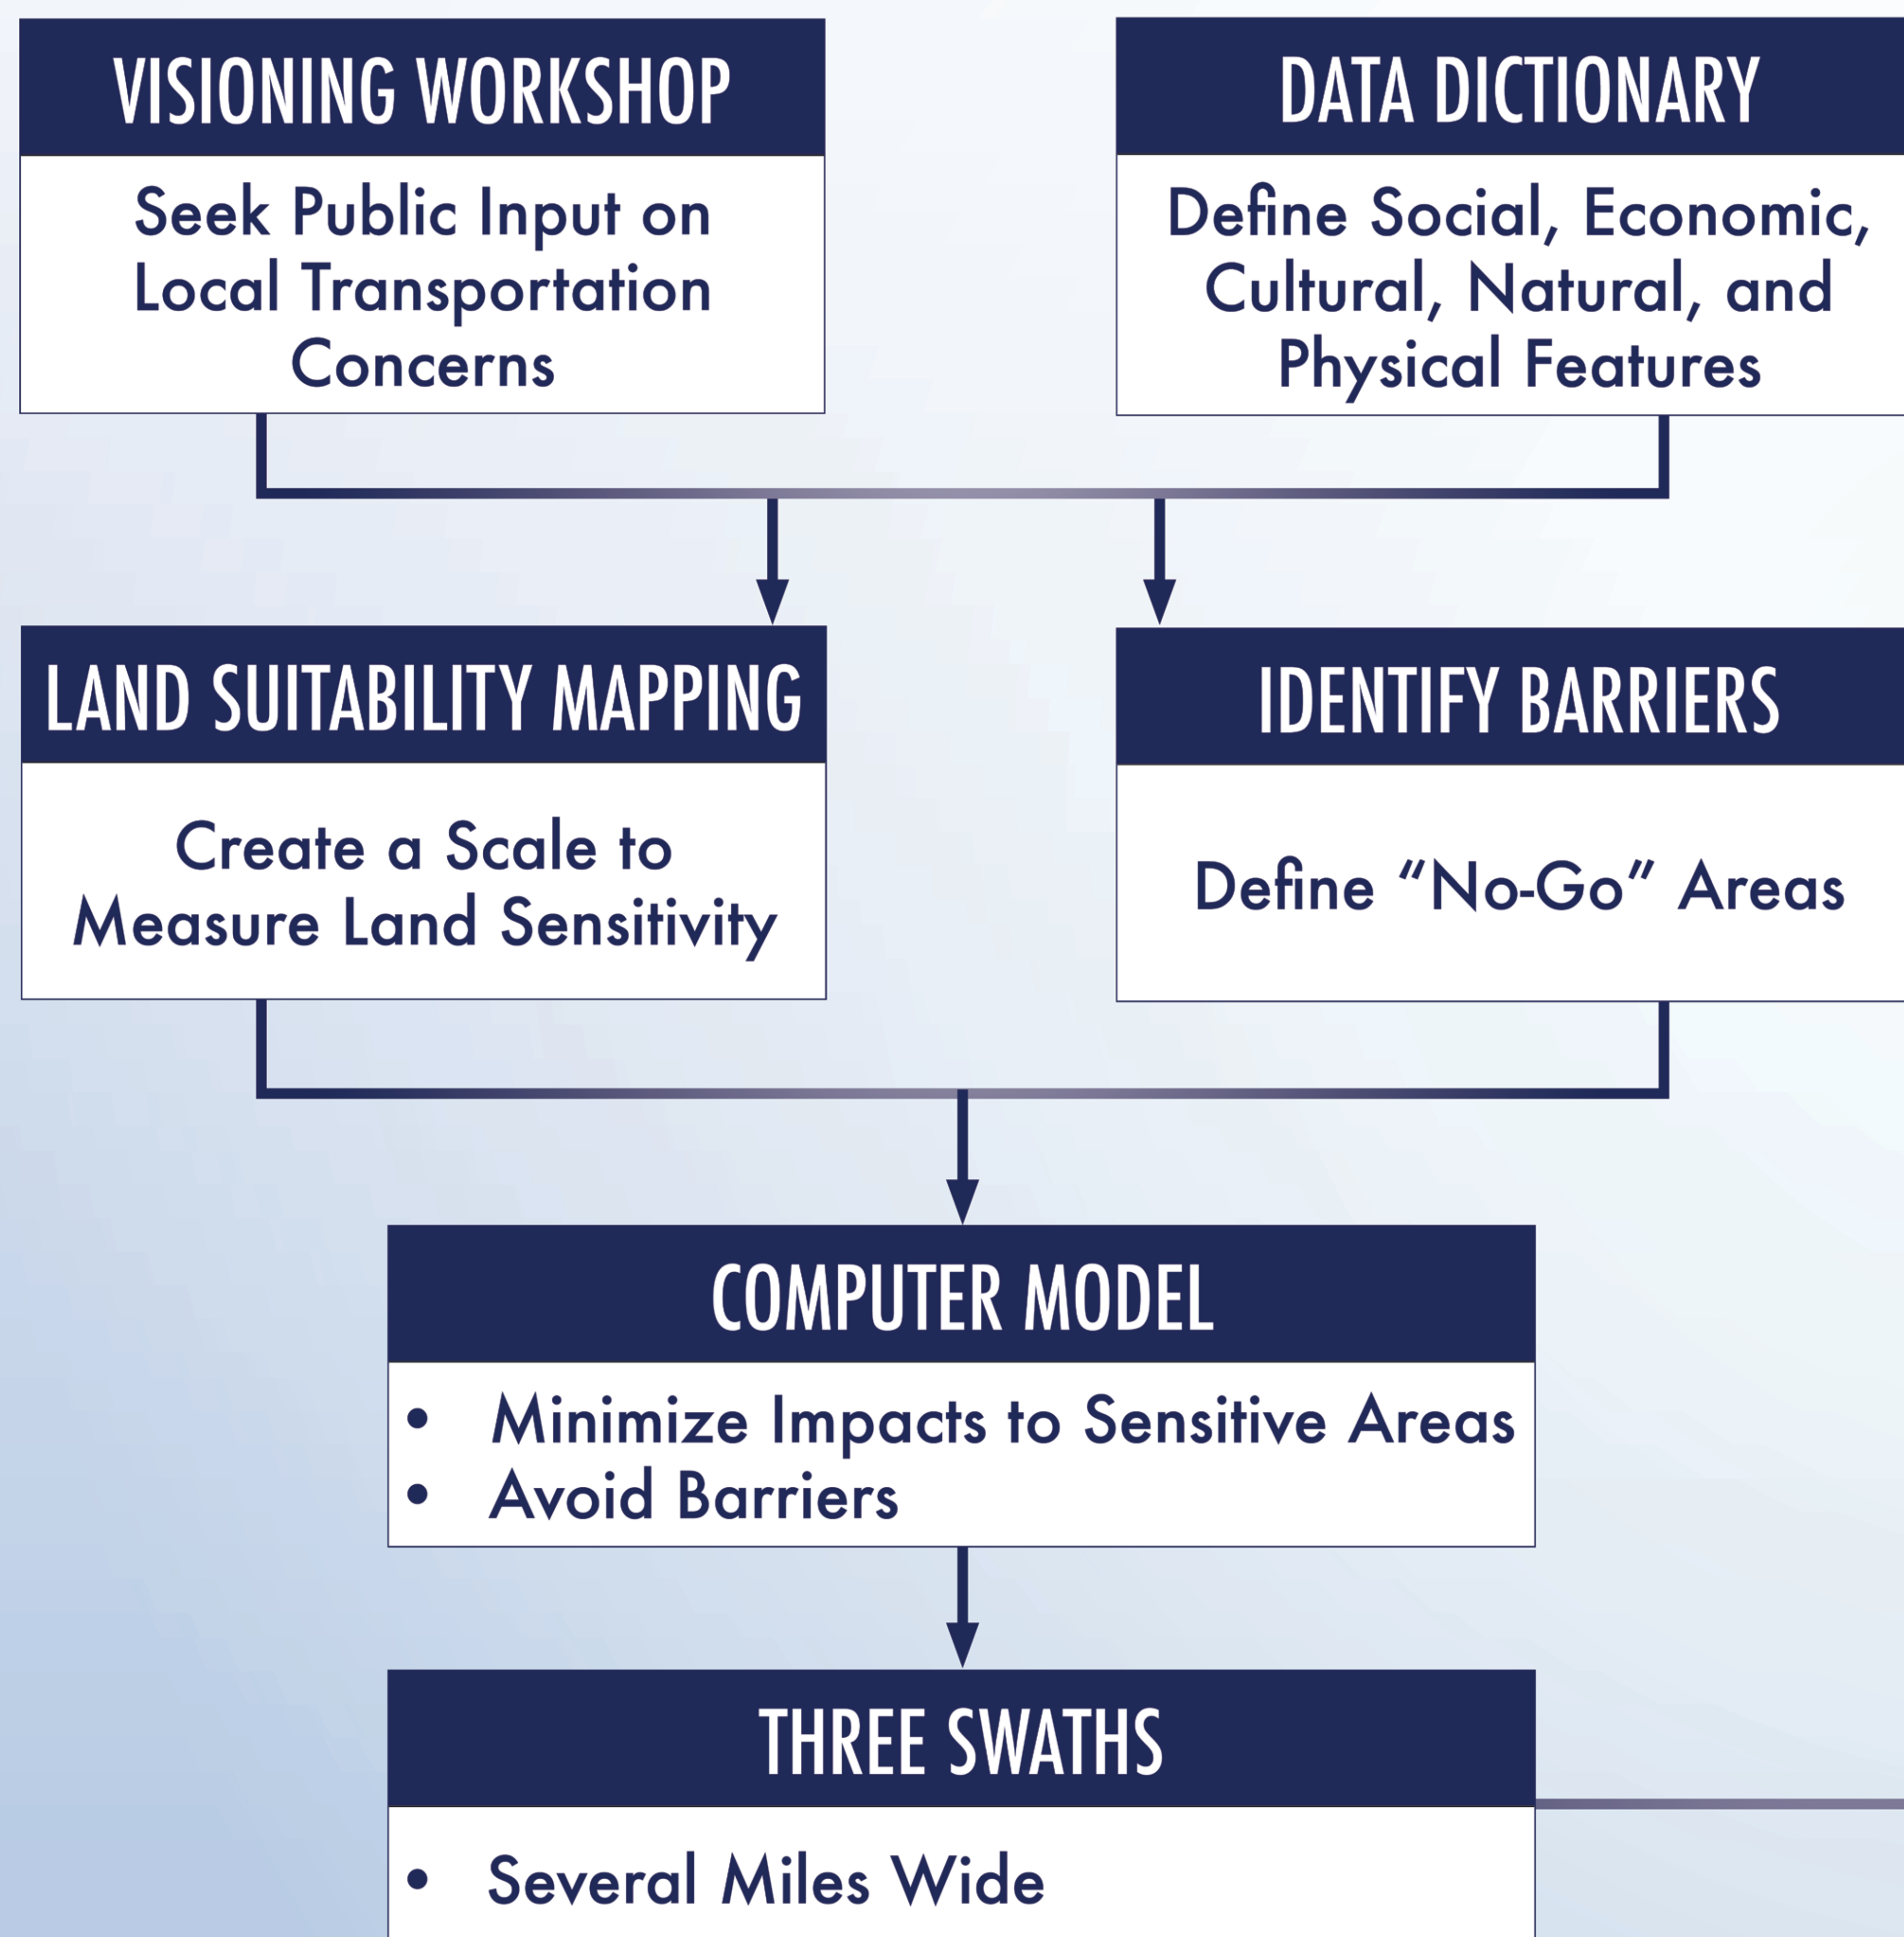 VISIONING WORKSHOP
Seek Public Input on
Local Transportation
Concerns
DATA DICTIONARY
Define Social, Economic,
Cultural, Natural, and
Physical Features
LAND SUITABILITY MAPPING
Create a Scale to
Measure Land Sensitivity
IDENTIFY BARRIERS
Define “No-Go” Areas
COMPUTER MODEL
• Minimize Impacts to Sensitive Areas
• Avoid Barriers
THREE SWATHS
• Several Miles Wide